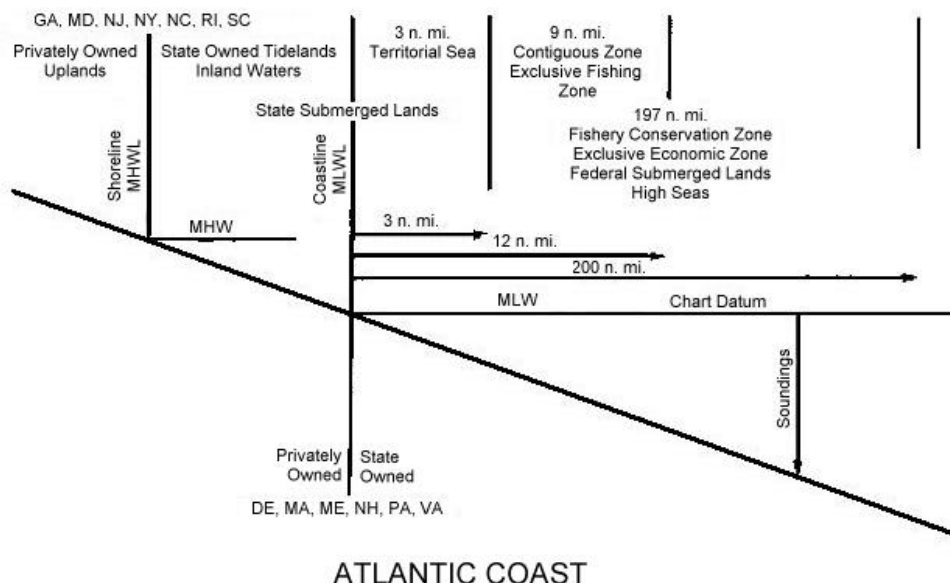 GA, MD, NJ, NY, NC, RI, SC
Privately Owned
Uplands
State Owned Tidelands
Inland Waters
3 n. mi.
Territorial Sea
9 n. mi.
Contiguous Zone
Exclusive Fishing
Zone
State Submerged Lands
197 n. mi.
Fishery Conservation Zone
Exclusive Economic Zone
Federal Submerged Lands
High Seas
Shoreline
MHWL
Coastline
MLWL
MHW
3 n. mi.
12 n. mi.
200 n. mi.
MLW
Chart Datum
Soundings
Privately
Owned
State
Owned
DE, MA, ME, NH, PA, VA
ATLANTIC COAST